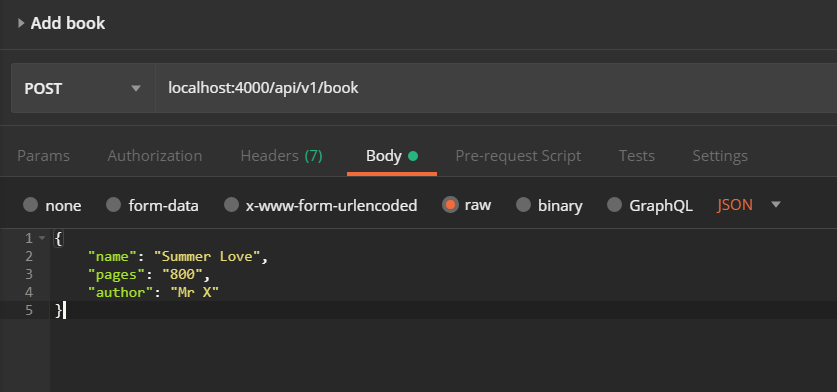 Add book
POST localhost:4000/api/v1/book
Params Authorization Headers (7) Body Pre-request Script Tests Settings
none form-data x-www-form-urlencoded raw binary GraphQL JSON
1 {
2 "name": "Summer Love",
3 "pages": "800",
4 "author": "Mr X"
5 }